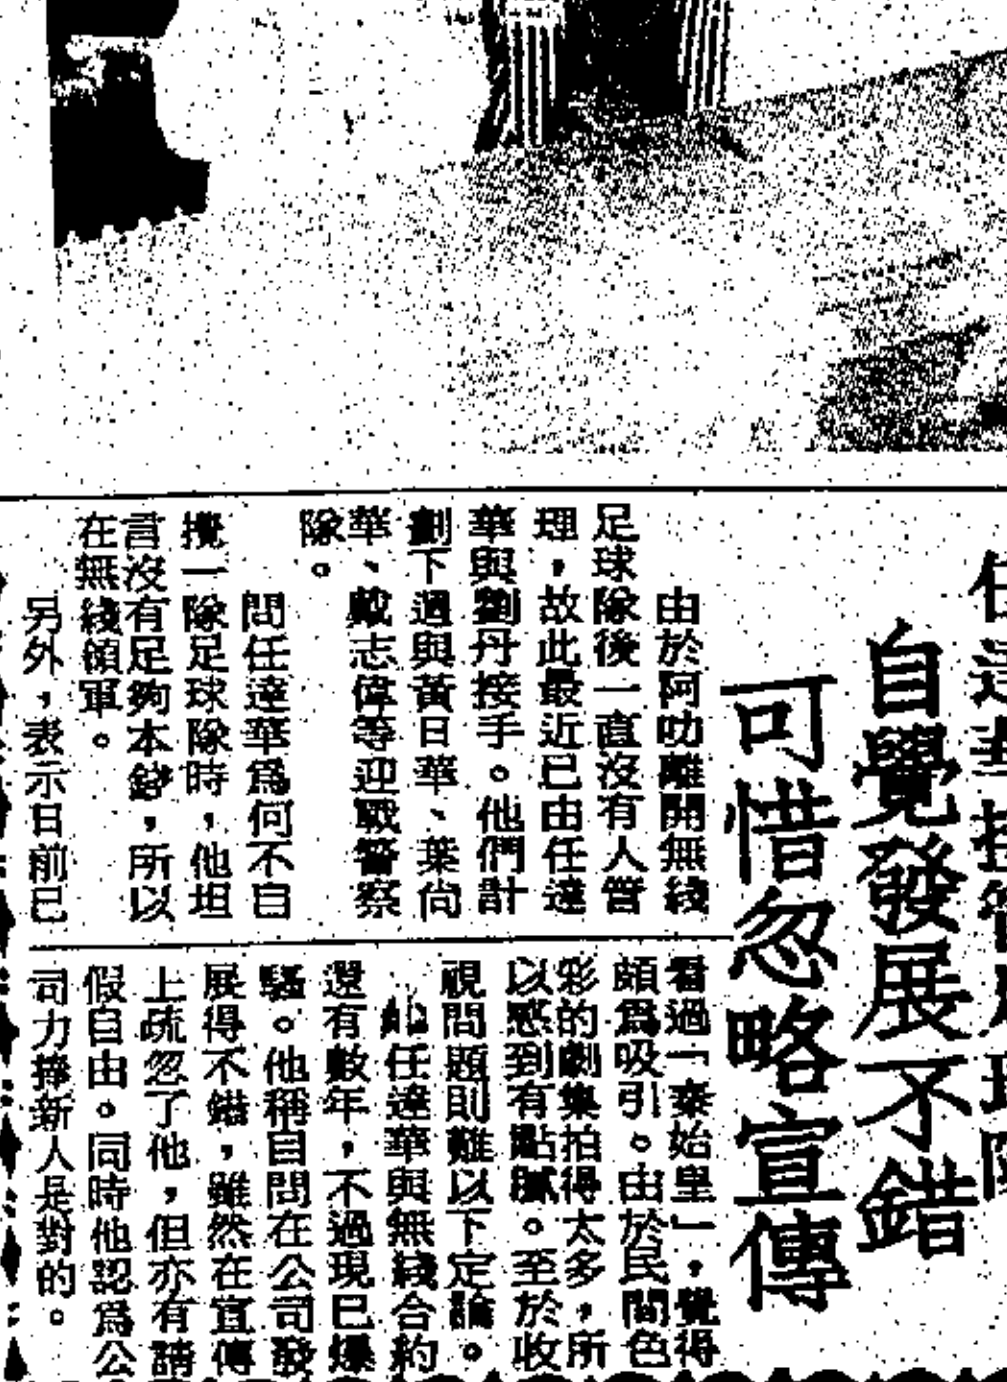 自覺發展不錯
可惜忽略宣傳
由於阿叻離開無綫
足球隊後一直沒有人管
理，故此最近已由任達
華與劉丹接手。他們計
劃下週與黃日華、葉尚
華、戴志偉等迎戰警察
隊。
問任達華爲何不自
攪一隊足球隊時，他坦
言沒有足夠本錢，所以
在無綫領軍。
另外，表示日前已
看過「秦始皇」，覺得
頗爲吸引。由於民間色
彩的劇集拍得太多，所
以感到有點膩。至於收
視問題則難以下定論。
任達華與無綫合約
還有數年，不過現已爆
騷。他稱自問在公司發
展得不錯，雖然在宣傳
上疏忽了他，但亦有請
假自由。同時他認爲公
司力捧新人是對的。